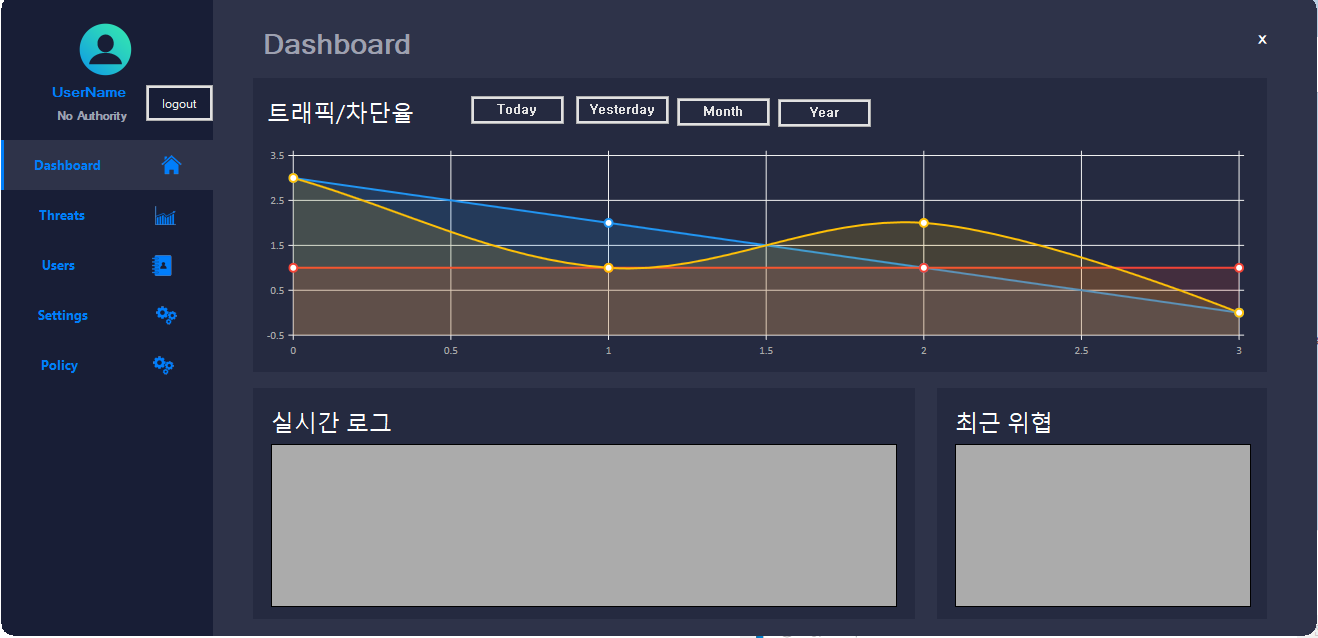 Dashboard
x
UserName
No Authority
logout
Dashboard
Threats
Users
Settings
Policy
트래픽/차단율
Today
Yesterday
Month
Year
3.5
2.5
1.5
0.5
-0.5
0
0.5
1
1.5
2
2.5
3
실시간 로그
최근 위협